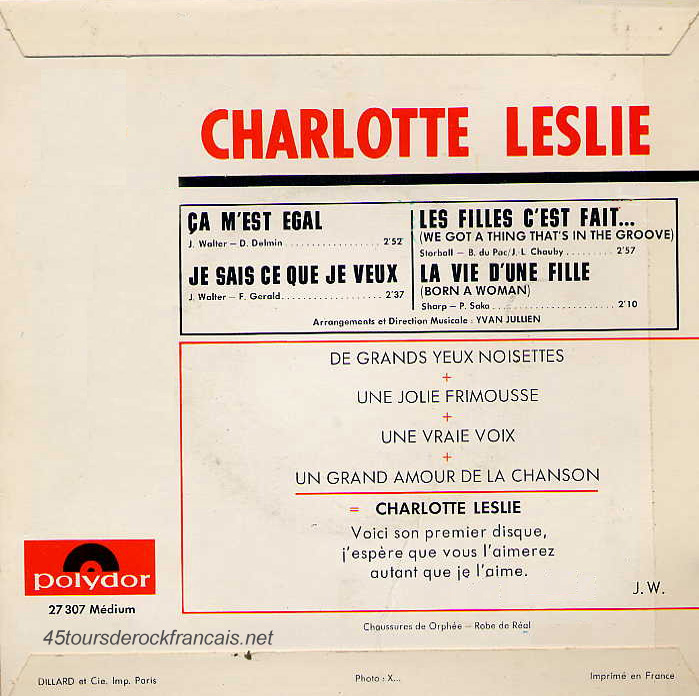 CHARLOTTE LESLIE
ÇA M'EST EGAL
J. Walter – D. Delmin .................... 2'52
JE SAIS CE QUE JE VEUX
J. Walter – F. Gerald .................... 2'37
LES FILLES C'EST FAIT...
(WE GOT A THING THAT'S IN THE GROOVE)
Storball – B. du Pac/J. L. Chauby ......... 2'57
LA VIE D'UNE FILLE
(BORN A WOMAN)
Sharp – P. Saka .................... 2'10
Arrangements et Direction Musicale : YVAN JULLIEN
DE GRANDS YEUX NOISETTES
+
UNE JOLIE FRIMOUSSE
+
UNE VRAIE VOIX
+
UN GRAND AMOUR DE LA CHANSON
= CHARLOTTE LESLIE
Voici son premier disque,
j'espère que vous l'aimerez
autant que je l'aime.
J. W.
polydor
27 307 Médium
45toursderockfrancais.net
Chaussures de Orphée – Robe de Réal
DILLARD et Cie. Imp. Paris
Photo : X...
Imprimé en France